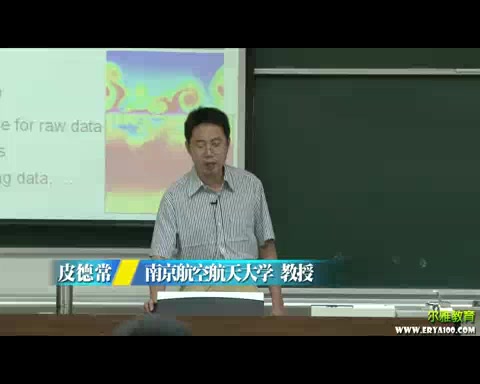 e for raw data
s
ng data.
皮德常 南京航空航天大学 教授
尔雅教育
WWW.ERYA100.COM